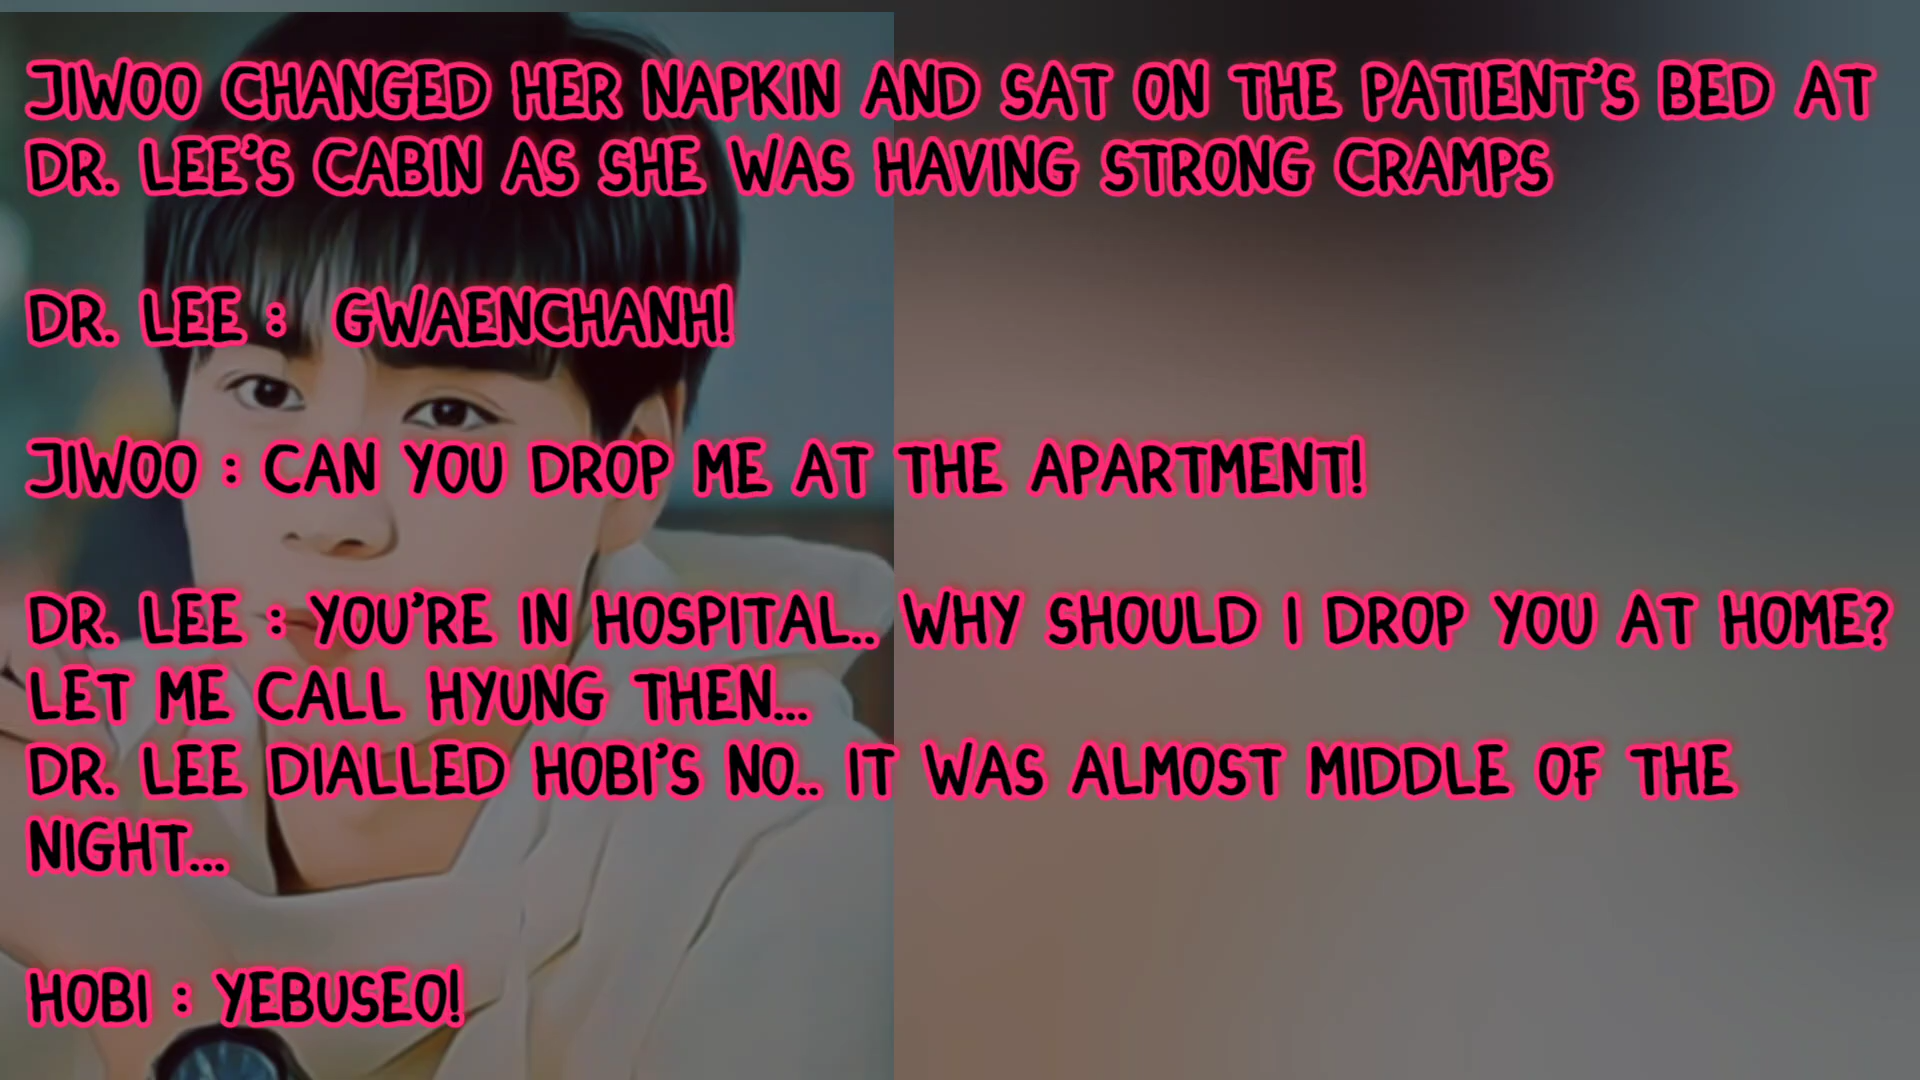 JIWOO CHANGED HER NAPKIN AND SAT ON THE PATIENT'S BED AT
DR. LEE'S CABIN AS SHE WAS HAVING STRONG CRAMPS
DR. LEE : GWAENCHANH!
JIWOO : CAN YOU DROP ME AT THE APARTMENT!
DR. LEE : YOU'RE IN HOSPITAL.. WHY SHOULD I DROP YOU AT HOME?
LET ME CALL HYUNG THEN...
DR. LEE DIALLED HOBI'S NO.. IT WAS ALMOST MIDDLE OF THE
NIGHT...
HOBI : YEBUSEO!